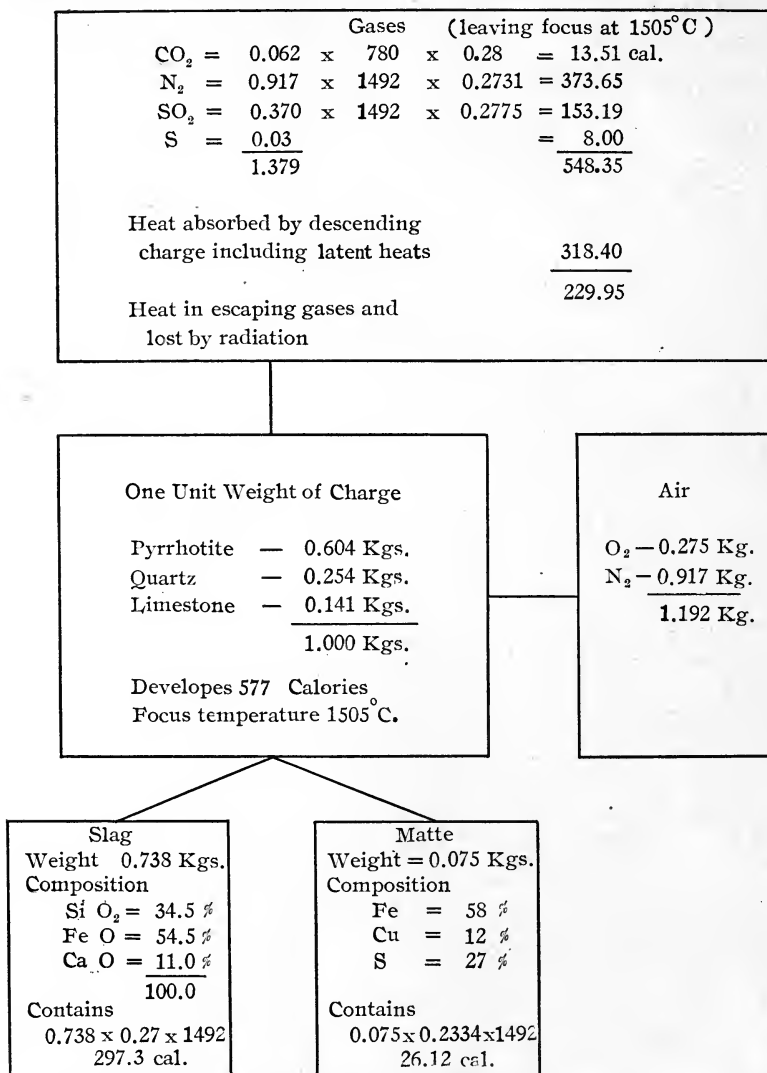 Gases (leaving focus at 1505°C )
CO₂ = 0.062 x 780 x 0.28 = 13.51 cal.
N₂ = 0.917 x 1492 x 0.2731 = 373.65
SO₂ = 0.370 x 1492 x 0.2775 = 153.19
S = 0.03 = 8.00
1.379 548.35
Heat absorbed by descending
charge including latent heats 318.40
229.95
Heat in escaping gases and
lost by radiation
One Unit Weight of Charge
Pyrrhotite — 0.604 Kgs.
Quartz — 0.254 Kgs.
Limestone — 0.141 Kgs.
1.000 Kgs.
Developes 577 Calories
Focus temperature 1505°C.
Air
O₂ — 0.275 Kg.
N₂ — 0.917 Kg.
1.192 Kg.
Slag
Weight 0.738 Kgs.
Composition
Si O₂ = 34.5 %
Fe O = 54.5 %
Ca O = 11.0 %
100.0
Contains
0.738 x 0.27 x 1492
297.3 cal.
Matte
Weight = 0.075 Kgs.
Composition
Fe = 58 %
Cu = 12 %
S = 27 %
Contains
0.075 x 0.2334 x 1492
26.12 cal.